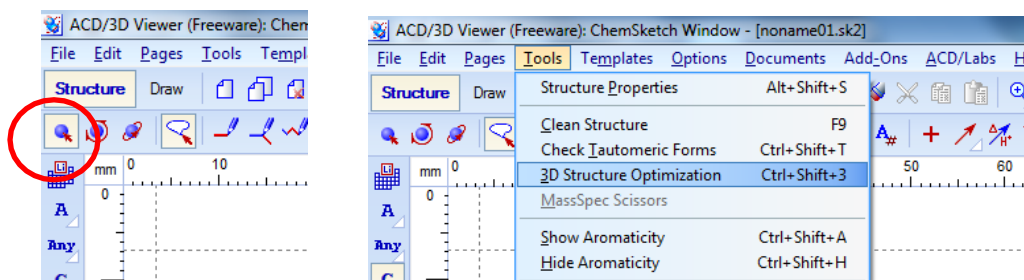 ACD/3D Viewer (Freeware): Chem
File Edit Pages Tools Templ
Structure Draw
mm 0 10
Li
0
A
Any
C
ACD/3D Viewer (Freeware): ChemSketch Window - [noname01.sk2]
File Edit Pages Tools Templates Options Documents Add-Ons ACD/Labs H
Structure Draw
Structure Properties Alt+Shift+S
Clean Structure F9
Check Tautomeric Forms Ctrl+Shift+T
3D Structure Optimization Ctrl+Shift+3
MassSpec Scissors
Show Aromaticity Ctrl+Shift+A
Hide Aromaticity Ctrl+Shift+H
A#
H+
mm 0 50 60
Li
0
A
Any
C